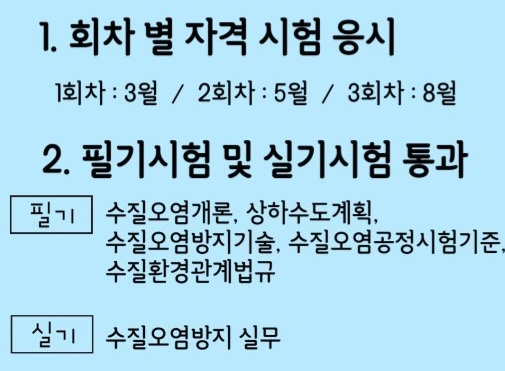 1. 회차 별 자격 시험 응시
1회차 : 3월 / 2회차 : 5월 / 3회차 : 8월
2. 필기시험 및 실기시험 통과
필기 수질오염개론, 상하수도계획,
수질오염방지기술, 수질오염공정시험기준,
수질환경관계법규
실기 수질오염방지 실무